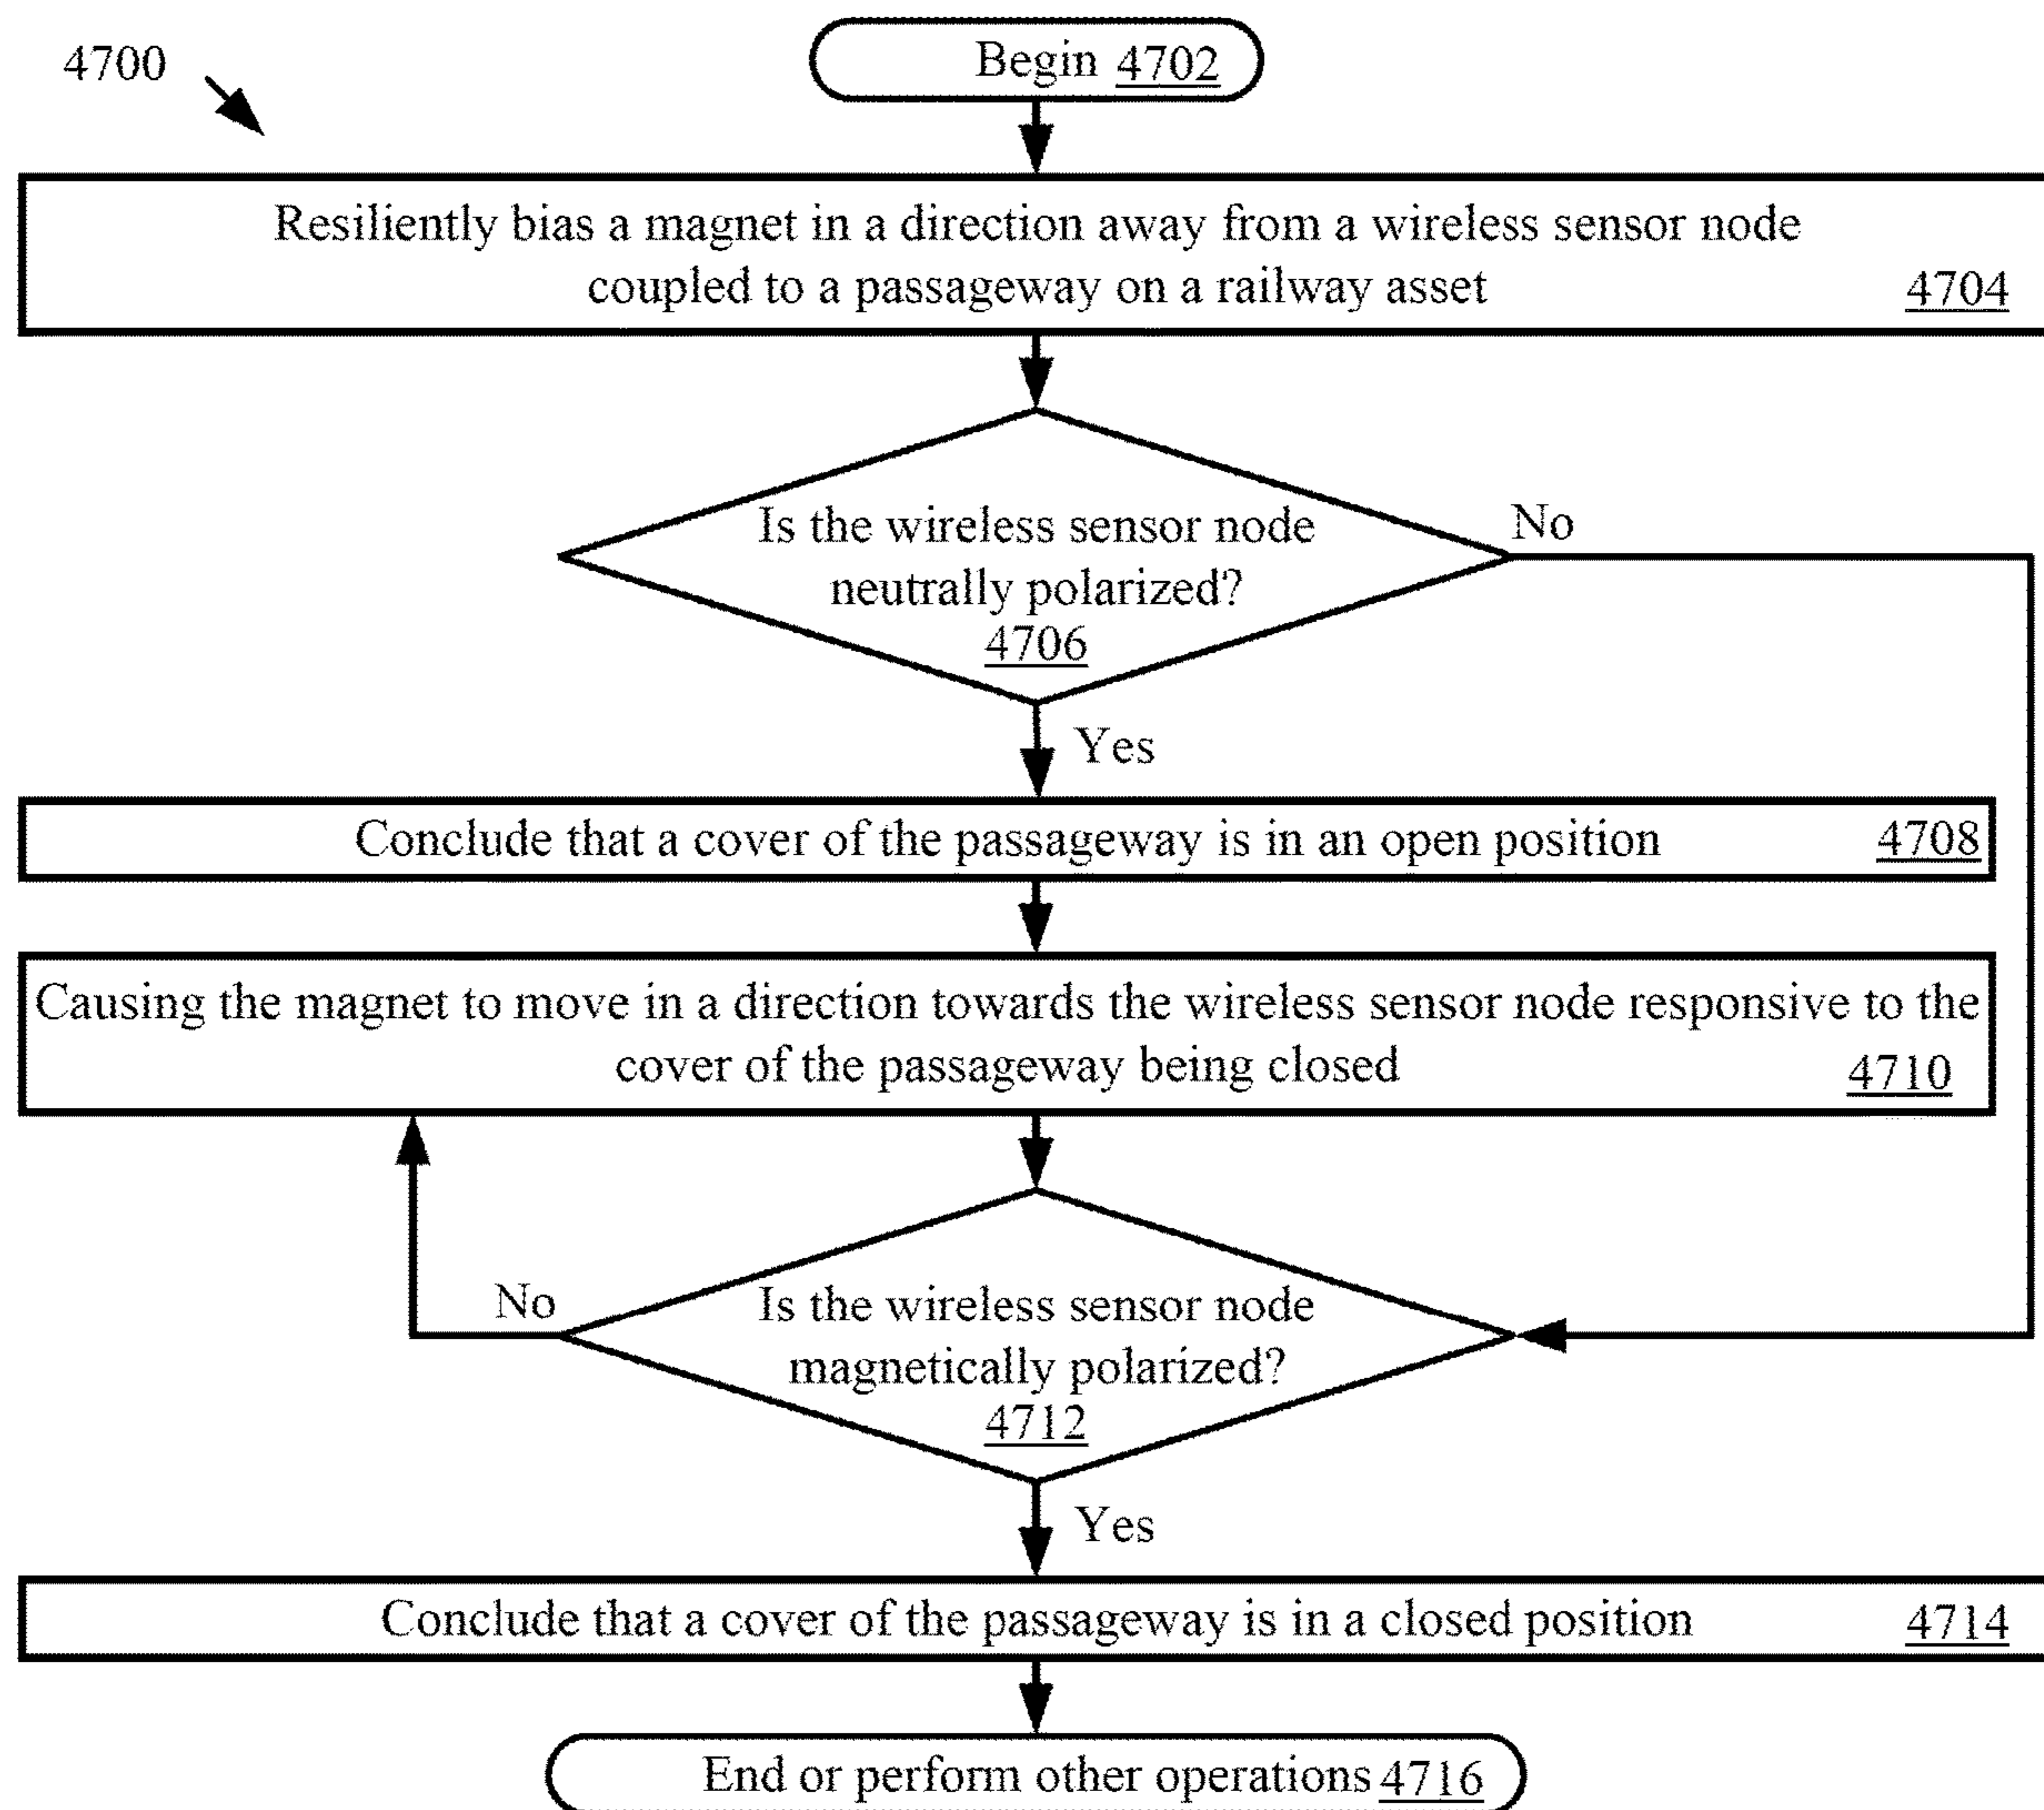 4700
Begin 4702
Resiliently bias a magnet in a direction away from a wireless sensor node
coupled to a passageway on a railway asset
4704
Is the wireless sensor node
neutrally polarized?
4706
No
Yes
Conclude that a cover of the passageway is in an open position 4708
Causing the magnet to move in a direction towards the wireless sensor node responsive to the
cover of the passageway being closed
4710
No
Is the wireless sensor node
magnetically polarized?
4712
Yes
Conclude that a cover of the passageway is in a closed position 4714
End or perform other operations 4716